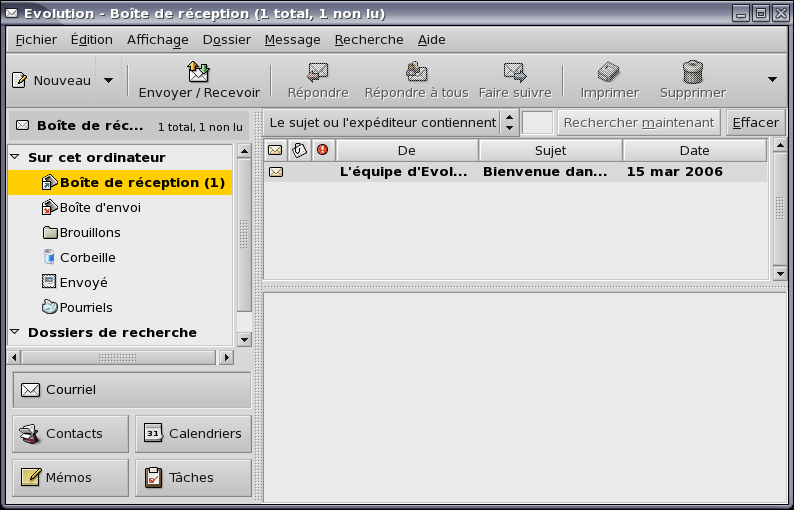 Evolution - Boîte de réception (1 total, 1 non lu)
Fichier Édition Affichage Dossier Message Recherche Aide
Nouveau Envoyer / Recevoir Répondre Répondre à tous Faire suivre Imprimer Supprimer
Boîte de réc... 1 total, 1 non lu
Le sujet ou l'expéditeur contiennent Rechercher maintenant Effacer
De Sujet Date
L'équipe d'Evol... Bienvenue dan... 15 mar 2006
Sur cet ordinateur
Boîte de réception (1)
Boîte d'envoi
Brouillons
Corbeille
Envoyé
Pourriels
Dossiers de recherche
Courriel
Contacts
31 Calendriers
Mémos
Tâches